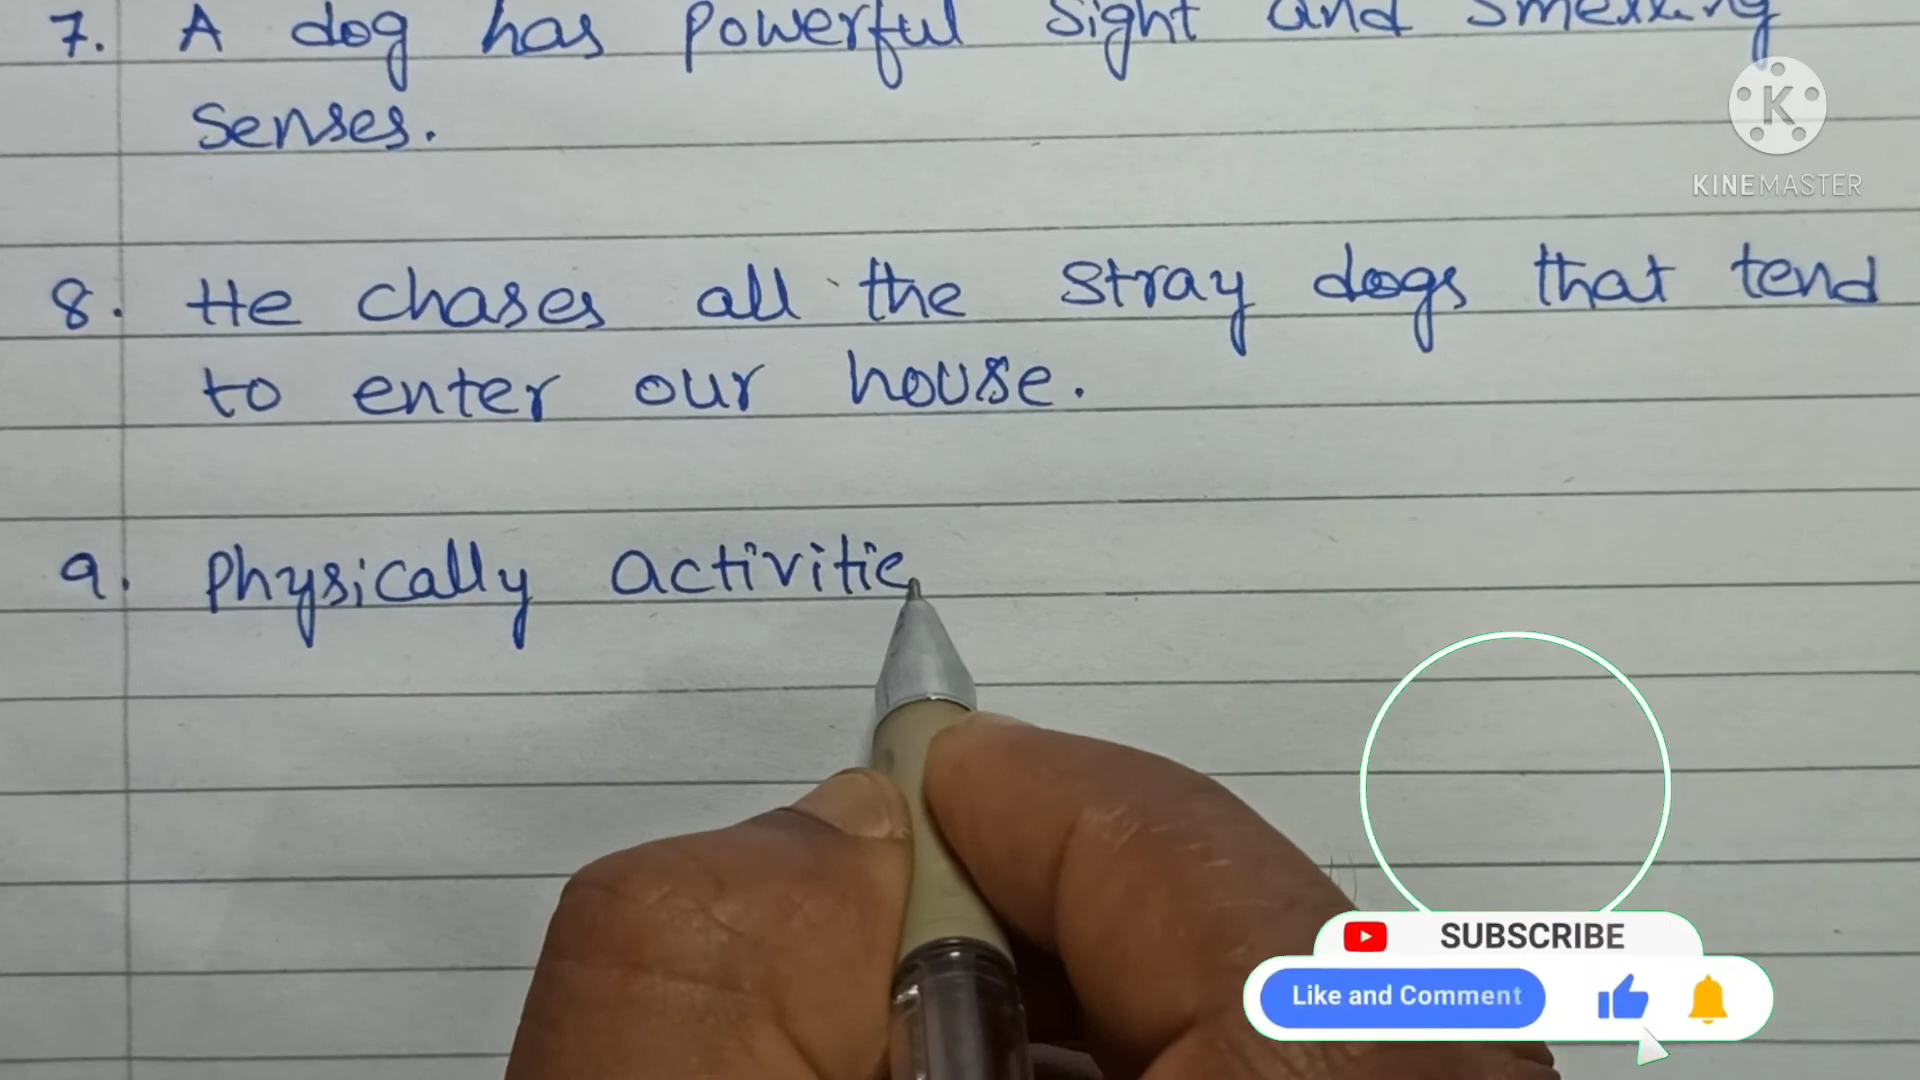 7. A dog has powerful sight and smelling
senses.
KINEMASTER
8. He chases all the stray dogs that tend
to enter our house.
9. Physically activitie
SUBSCRIBE
Like and Comment